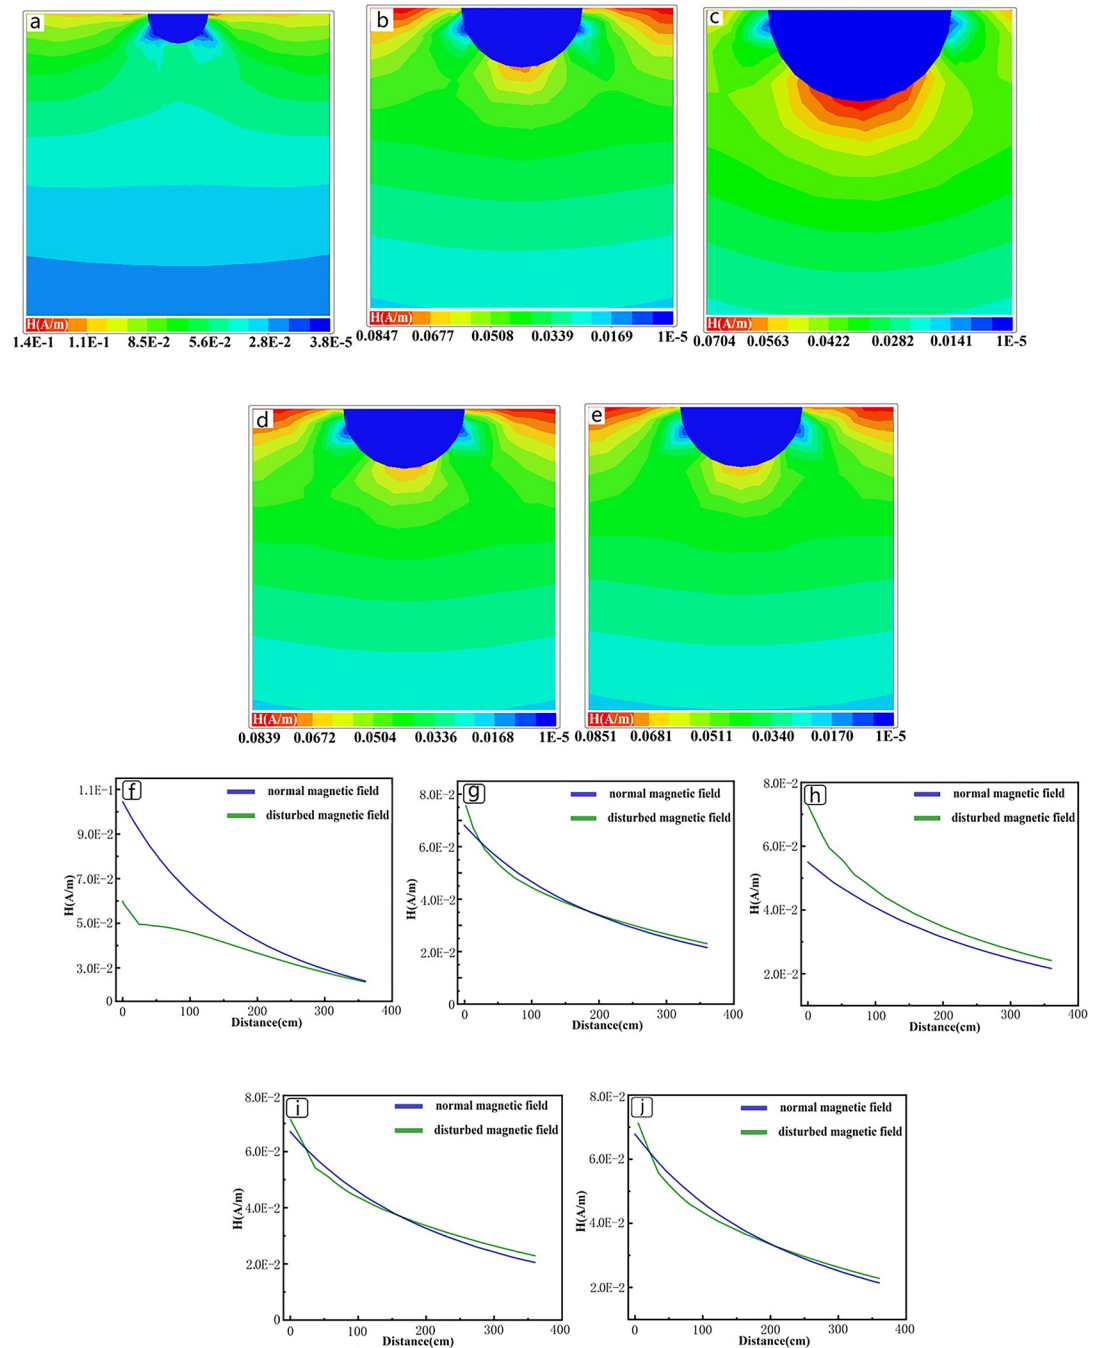 a
b
c
H(A/m)
1.4E-1 1.1E-1 8.5E-2 5.6E-2 2.8E-2 3.8E-5
H(A/m)
0.0847 0.0677 0.0508 0.0339 0.0169 1E-5
H(A/m)
0.0704 0.0563 0.0422 0.0282 0.0141 1E-5
d
e
H(A/m)
0.0839 0.0672 0.0504 0.0336 0.0168 1E-5
H(A/m)
0.0851 0.0681 0.0511 0.0340 0.0170 1E-5
f
normal magnetic field
disturbed magnetic field
1.1E-1
9.0E-2
7.0E-2
5.0E-2
3.0E-2
0
H(A/m)
0 100 200 300 400
Distance(cm)
g
normal magnetic field
disturbed magnetic field
8.0E-2
6.0E-2
4.0E-2
2.0E-2
0
H(A/m)
0 100 200 300 400
Distance(cm)
h
normal magnetic field
disturbed magnetic field
8.0E-2
6.0E-2
4.0E-2
2.0E-2
H(A/m)
0 100 200 300 400
Distance(cm)
i
normal magnetic field
disturbed magnetic field
8.0E-2
6.0E-2
4.0E-2
2.0E-2
0
H(A/m)
0 100 200 300 400
Distance(cm)
j
normal magnetic field
disturbed magnetic field
8.0E-2
6.0E-2
4.0E-2
2.0E-2
H(A/m)
0 100 200 300 400
Distance(cm)